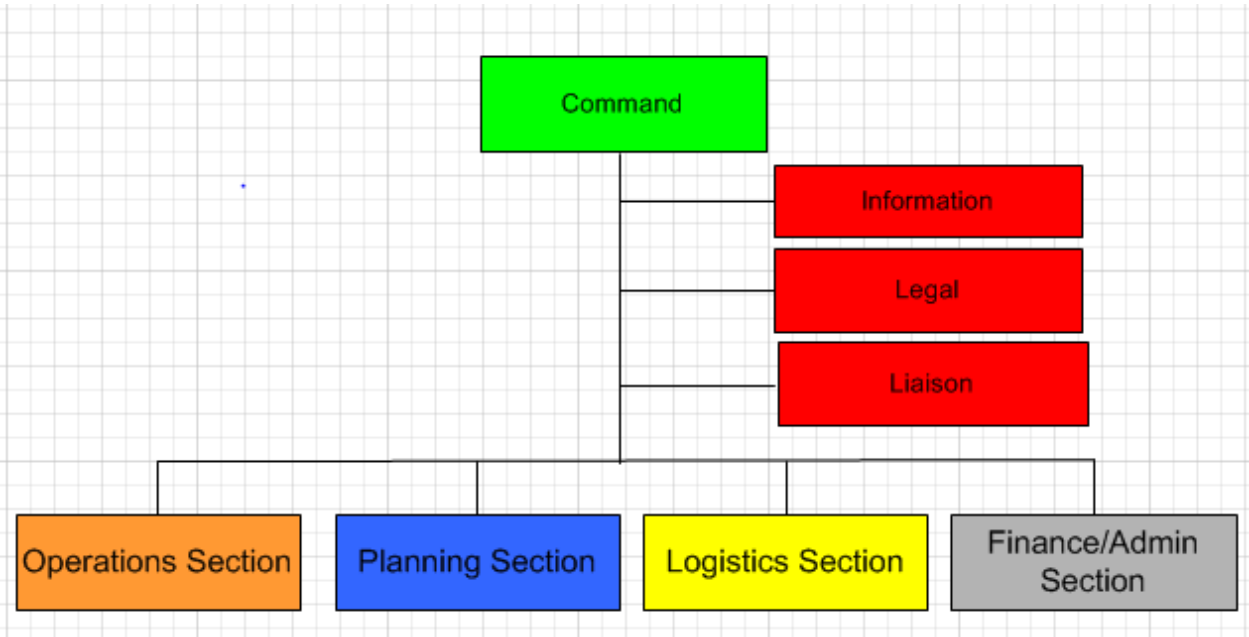 Command
Information
Legal
Liaison
Operations Section
Planning Section
Logistics Section
Finance/Admin
Section